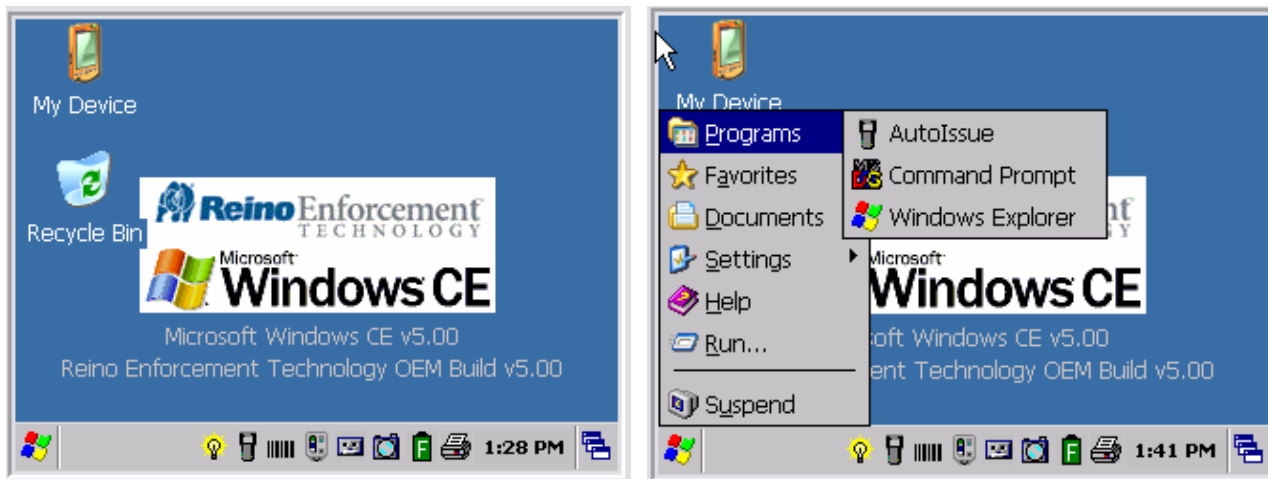 My Device
Recycle Bin
Reino Enforcement
TECHNOLOGY
Microsoft
Windows CE
Microsoft Windows CE v5.00
Reino Enforcement Technology OEM Build v5.00
F
1:28 PM
My Device
Programs
Favorites
Documents
Settings
Help
Run...
Suspend
AutoIssue
Command Prompt
Windows Explorer
nt
G Y
Microsoft
Windows CE
oft Windows CE v5.00
ent Technology OEM Build v5.00
F
1:41 PM